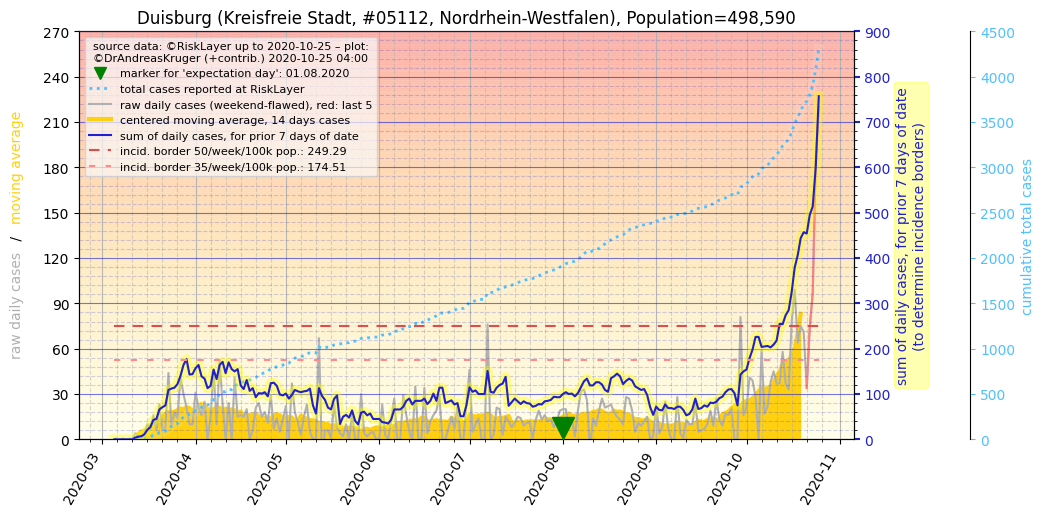 Duisburg (Kreisfreie Stadt, #05112, Nordrhein-Westfalen), Population=498,590
source data: ©RiskLayer up to 2020-10-25 – plot:
©DrAndreasKruger (+contrib.) 2020-10-25 04:00
marker for 'expectation day': 01.08.2020
total cases reported at RiskLayer
raw daily cases (weekend-flawed), red: last 5
centered moving average, 14 days cases
sum of daily cases, for prior 7 days of date
incid. border 50/week/100k pop.: 249.29
incid. border 35/week/100k pop.: 174.51
raw daily cases / moving average
270
240
210
180
150
120
90
60
30
0
900
800
700
600
500
400
300
200
100
0
sum of daily cases, for prior 7 days of date
(to determine incidence borders)
4500
4000
3500
3000
2500
2000
1500
1000
500
0
cumulative total cases
2020-03
2020-04
2020-05
2020-06
2020-07
2020-08
2020-09
2020-10
2020-11